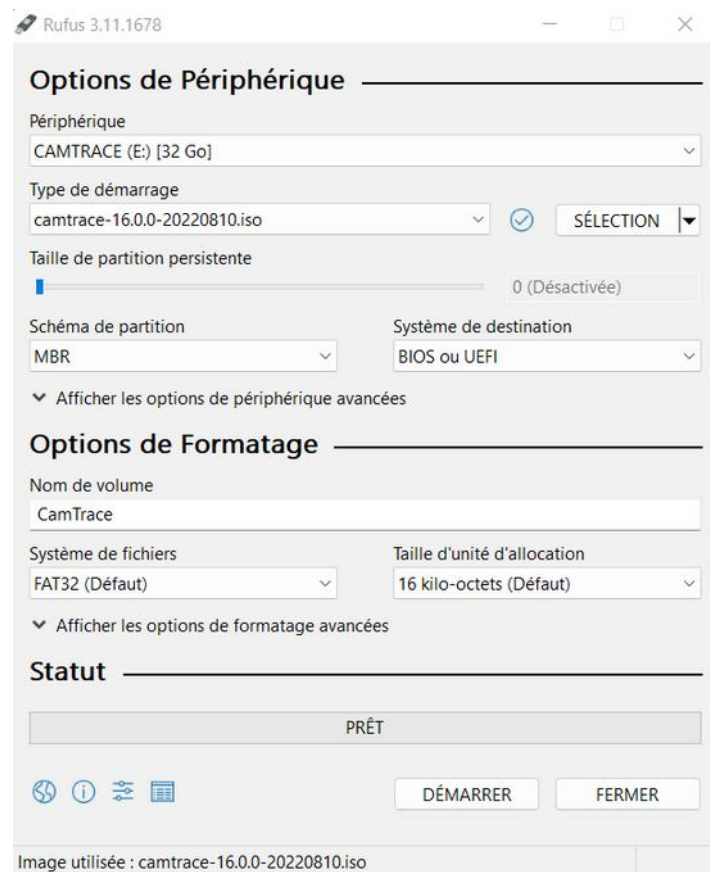 Rufus 3.11.1678
Options de Périphérique
Périphérique
CAMTRACE (E:) [32 Go]
Type de démarrage
camtrace-16.0.0-20220810.iso
SÉLECTION
Taille de partition persistente
0 (Désactivée)
Schéma de partition
Système de destination
MBR
BIOS ou UEFI
Afficher les options de périphérique avancées
Options de Formatage
Nom de volume
CamTrace
Système de fichiers
Taille d'unité d'allocation
FAT32 (Défaut)
16 kilo-octets (Défaut)
Afficher les options de formatage avancées
Statut
PRÊT
DÉMARRER
FERMER
Image utilisée : camtrace-16.0.0-20220810.iso